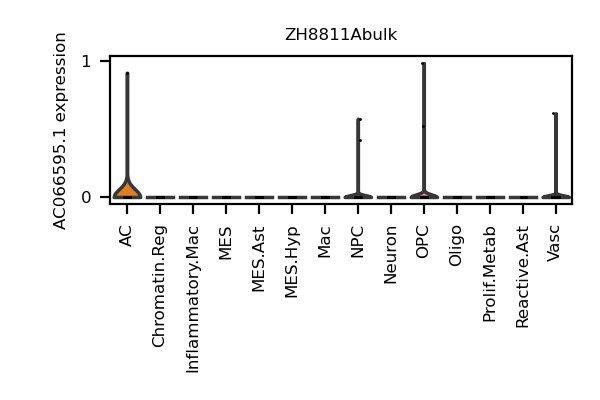 ZH8811Abulk
AC066595.1 expression
1
0
AC
Chromatin.Reg
Inflammatory.Mac
MES
MES.Ast
MES.Hyp
Mac
NPC
Neuron
OPC
Oligo
Prolif.Metab
Reactive.Ast
Vasc